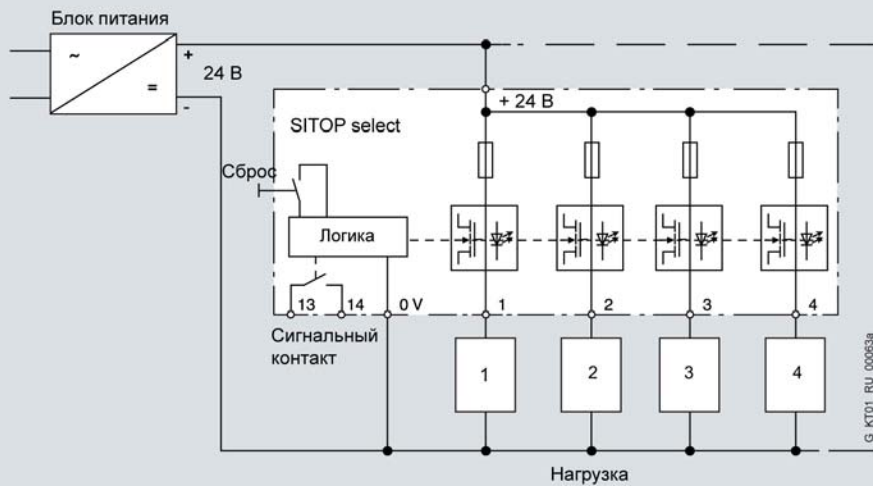 Блок питания
~
=
+
24 В
-
+ 24 В
SITOP select
Сброс
Логика
13
14
0 V
1
2
3
4
Сигнальный
контакт
1
2
3
4
Нагрузка
G_KT01_RU_00063a